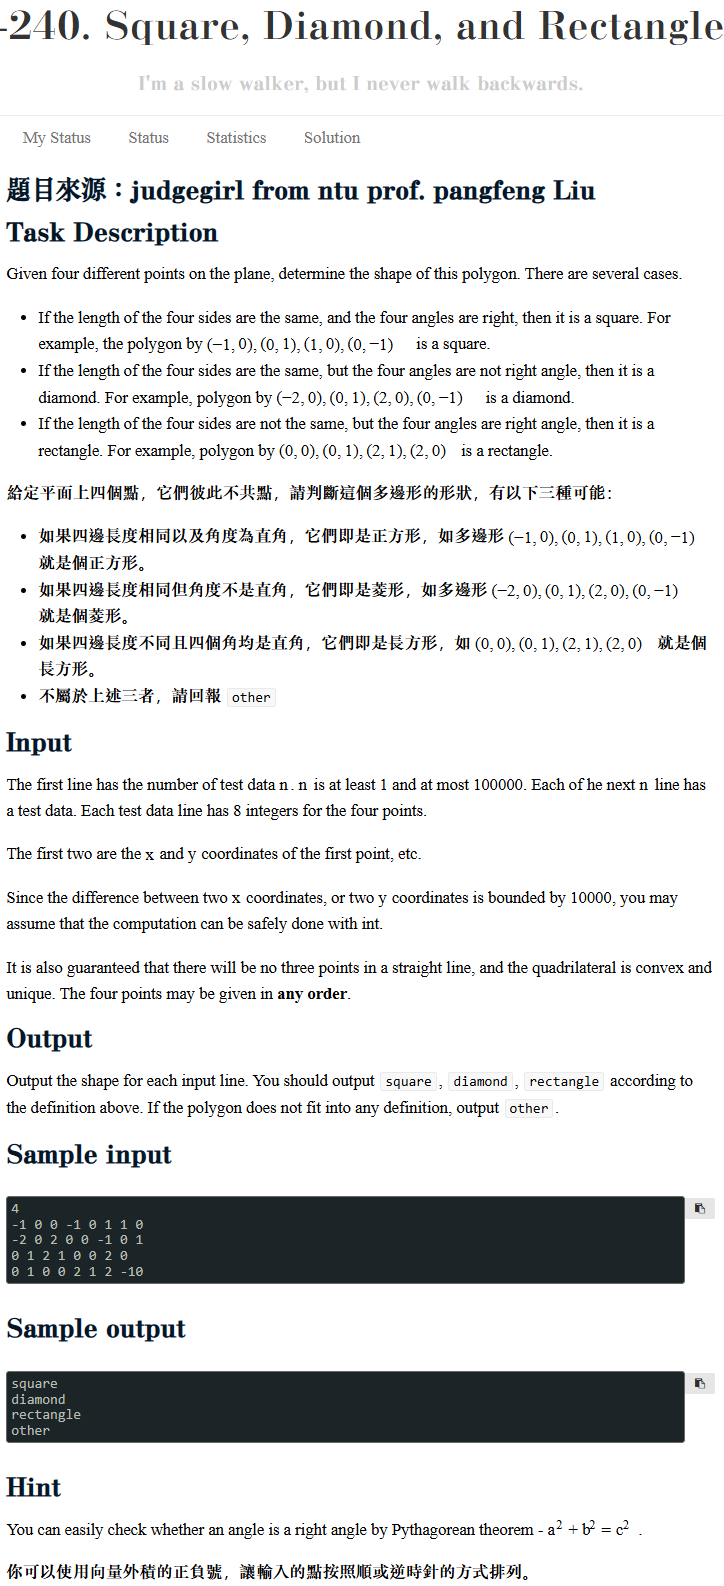 -240. Square, Diamond, and Rectangle
I'm a slow walker, but I never walk backwards.
My Status Status Statistics Solution
題目來源：judgegirl from ntu prof. pangfeng Liu
Task Description
Given four different points on the plane, determine the shape of this polygon. There are several cases.
• If the length of the four sides are the same, and the four angles are right, then it is a square. For
example, the polygon by (−1, 0), (0, 1), (1, 0), (0, −1) is a square.
• If the length of the four sides are the same, but the four angles are not right angle, then it is a
diamond. For example, polygon by (−2, 0), (0, 1), (2, 0), (0, −1) is a diamond.
• If the length of the four sides are not the same, but the four angles are right angle, then it is a
rectangle. For example, polygon by (0, 0), (0, 1), (2, 1), (2, 0) is a rectangle.
給定平面上四個點，它們彼此不共點，請判斷這個多邊形的形狀，有以下三種可能：
• 如果四邊長度相同以及角度為直角，它們即是正方形，如多邊形 (−1, 0), (0, 1), (1, 0), (0, −1)
就是個正方形。
• 如果四邊長度相同但角度不是直角，它們即是菱形，如多邊形 (−2, 0), (0, 1), (2, 0), (0, −1)
就是個菱形。
• 如果四邊長度不同且四個角均是直角，它們即是長方形，如 (0, 0), (0, 1), (2, 1), (2, 0) 就是個
長方形。
• 不屬於上述三者，請回報 other
Input
The first line has the number of test data n. n is at least 1 and at most 100000. Each of he next n line has
a test data. Each test data line has 8 integers for the four points.
The first two are the x and y coordinates of the first point, etc.
Since the difference between two x coordinates, or two y coordinates is bounded by 10000, you may
assume that the computation can be safely done with int.
It is also guaranteed that there will be no three points in a straight line, and the quadrilateral is convex and
unique. The four points may be given in any order.
Output
Output the shape for each input line. You should output square, diamond, rectangle according to
the definition above. If the polygon does not fit into any definition, output other.
Sample input
4
-1 0 0 -1 0 1 1 0
-2 0 2 0 0 -1 0 1
0 1 2 1 0 0 2 0
0 1 0 0 2 1 2 -10
Sample output
square
diamond
rectangle
other
Hint
You can easily check whether an angle is a right angle by Pythagorean theorem - a² + b² = c² .
你可以使用向量外積的正負號，讓輸入的點按照順或逆時針的方式排列。